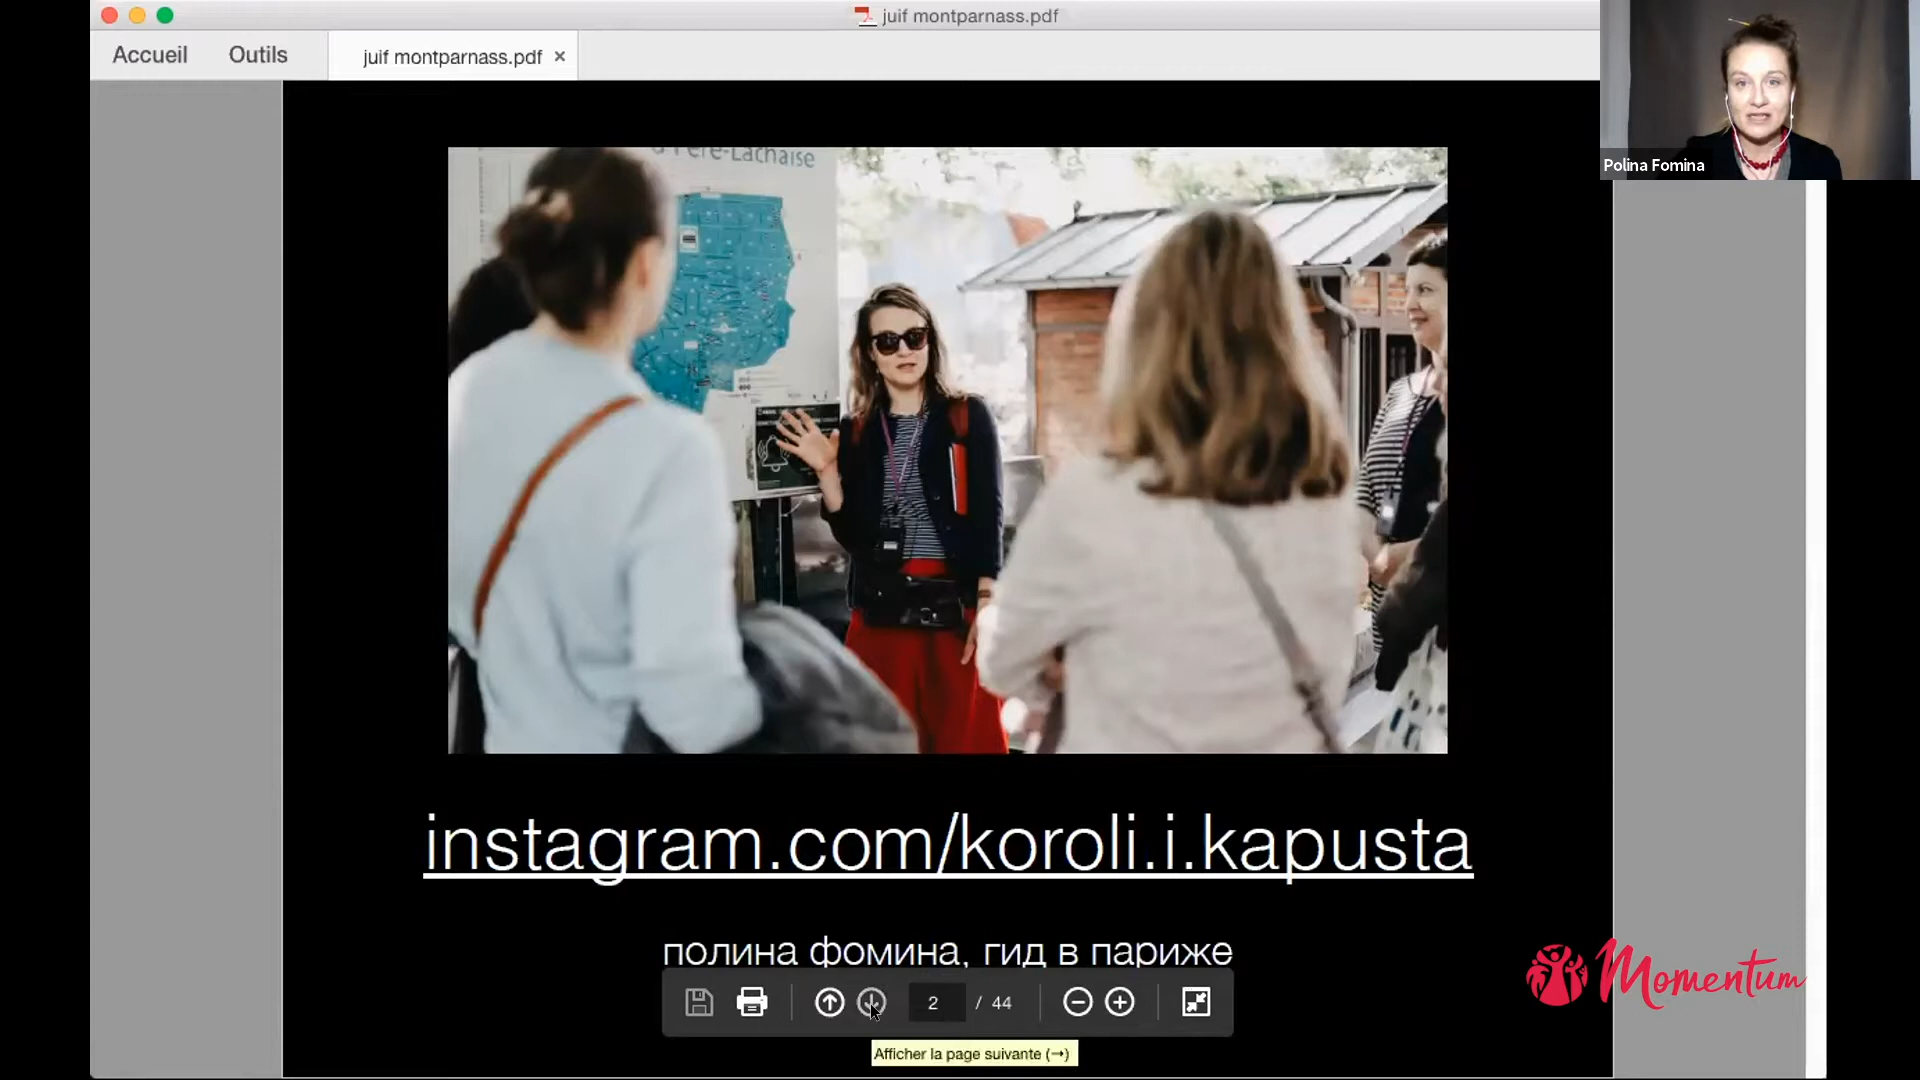 juif montparnass.pdf
Accueil
Outils
juif montparnass.pdf ×
Polina Fomina
Père-Lachaise
instagram.com/koroli.i.kapusta
полина фомина, гид в париже
2 / 44
Afficher la page suivante (→)
Momentum